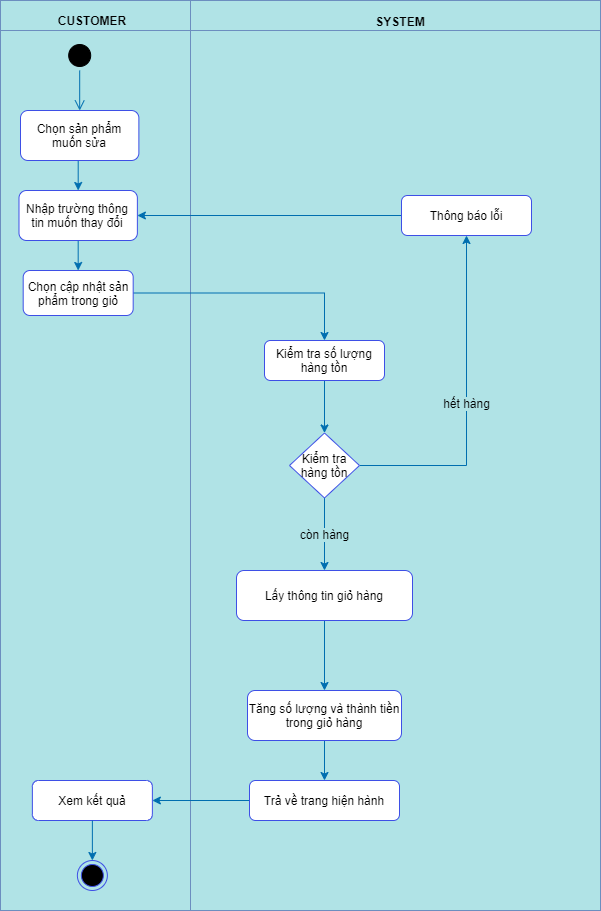 CUSTOMER
SYSTEM
Chọn sản phẩm
muốn sửa
Nhập trường thông
tin muốn thay đổi
Thông báo lỗi
Chọn cập nhật sản
phẩm trong giỏ
Kiểm tra số lượng
hàng tồn
hết hàng
Kiểm tra
hàng tồn
còn hàng
Lấy thông tin giỏ hàng
Tăng số lượng và thành tiền
trong giỏ hàng
Xem kết quả
Trả về trang hiện hành